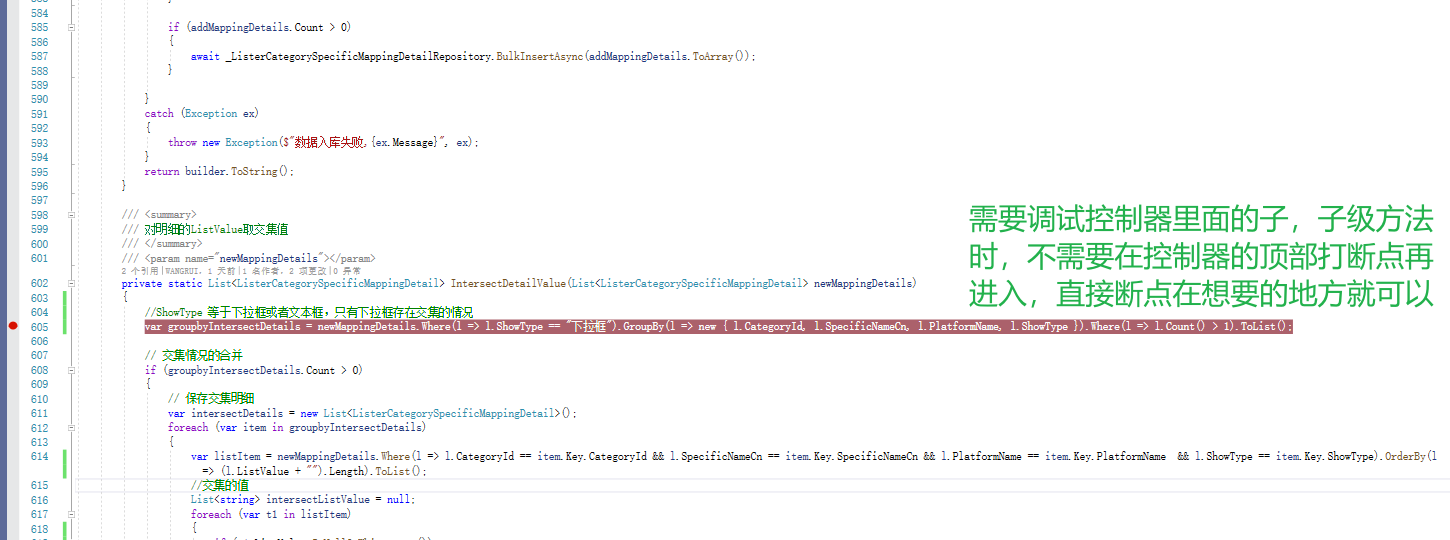 584
585 if (addMappingDetails.Count > 0)
586 {
587 await _ListerCategorySpecificMappingDetailRepository.BulkInsertAsync(addMappingDetails.ToArray());
588 }
589
590 }
591 catch (Exception ex)
592 {
593 throw new Exception($"数据入库失败,{ex.Message}", ex);
594 }
595 return builder.ToString();
596 }
597
598 /// <summary>
599 /// 对明细的ListValue取交集值
600 /// </summary>
601 /// <param name="newMappingDetails"></param>
2 个引用|WANGRUI, 1 天前|1 名作者, 2 项更改|0 异常
602 private static List<ListerCategorySpecificMappingDetail> IntersectDetailValue(List<ListerCategorySpecificMappingDetail> newMappingDetails)
603 {
604 //ShowType 等于下拉框或者文本框，只有下拉框存在交集的情况
605 var groupbyIntersectDetails = newMappingDetails.Where(l => l.ShowType == "下拉框").GroupBy(l => new { l.CategoryId, l.SpecificNameCn, l.PlatformName, l.ShowType }).Where(l => l.Count() > 1).ToList();
606
607 // 交集情况的合并
608 if (groupbyIntersectDetails.Count > 0)
609 {
610 // 保存交集明细
611 var intersectDetails = new List<ListerCategorySpecificMappingDetail>();
612 foreach (var item in groupbyIntersectDetails)
613 {
614 var listItem = newMappingDetails.Where(l => l.CategoryId == item.Key.CategoryId && l.SpecificNameCn == item.Key.SpecificNameCn && l.PlatformName == item.Key.PlatformName && l.ShowType == item.Key.ShowType).OrderBy(l
=> (l.ListValue + "").Length).ToList();
615 //交集的值
616 List<string> intersectListValue = null;
617 foreach (var t1 in listItem)
618 {
需要调试控制器里面的子，子级方法
时，不需要在控制器的顶部打断点再
进入，直接断点在想要的地方就可以